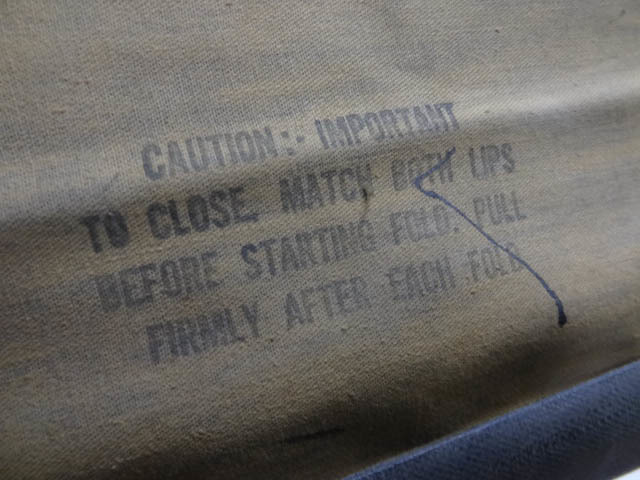 CAUTION:- IMPORTANT
TO CLOSE, MATCH BOTH LIPS
BEFORE STARTING FOLD. PULL
FIRMLY AFTER EACH FOLD